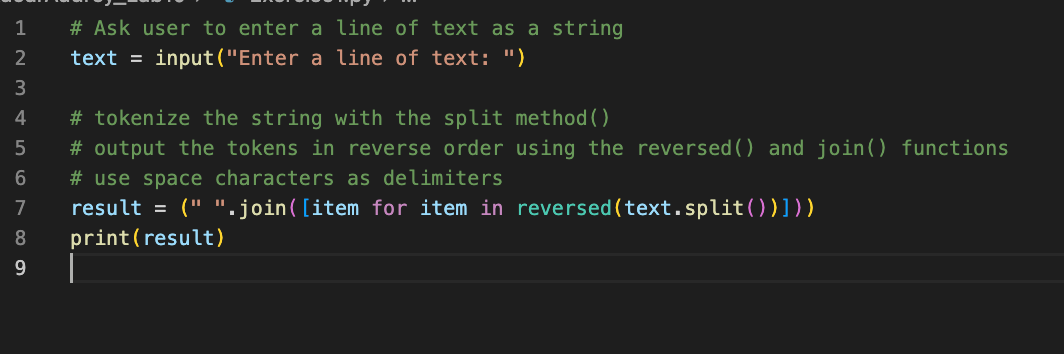 1 # Ask user to enter a line of text as a string
2 text = input("Enter a line of text: ")
3
4 # tokenize the string with the split method()
5 # output the tokens in reverse order using the reversed() and join() functions
6 # use space characters as delimiters
7 result = (" ".join([item for item in reversed(text.split())]))
8 print(result)
9